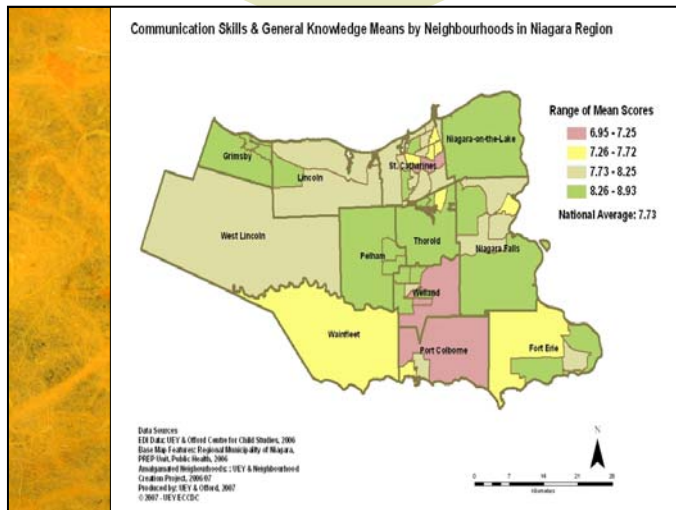 Communication Skills & General Knowledge Means by Neighbourhoods in Niagara Region
Range of Mean Scores
6.95 - 7.25
7.26 - 7.72
7.73 - 8.25
8.26 - 8.93
National Average: 7.73
Niagara-on-the-Lake
Grimsby
St. Catharines
Lincoln
West Lincoln
Thorold
Niagara Falls
Pelham
Welland
Wainfleet
Port Colborne
Fort Erie
Data Sources
EDI Data: UEY & Offord Centre for Child Studies, 2006
Base Map Features: Regional Municipality of Niagara,
PREP Unit, Public Health, 2006
Amalgamated Neighbourhoods: : UEY & Neighbourhood
Creation Project, 2006 07
Produced by: UEY & Offord, 2007
© 2007 - UEY ECCDC
N
0 7 14 21 28
Kilometers